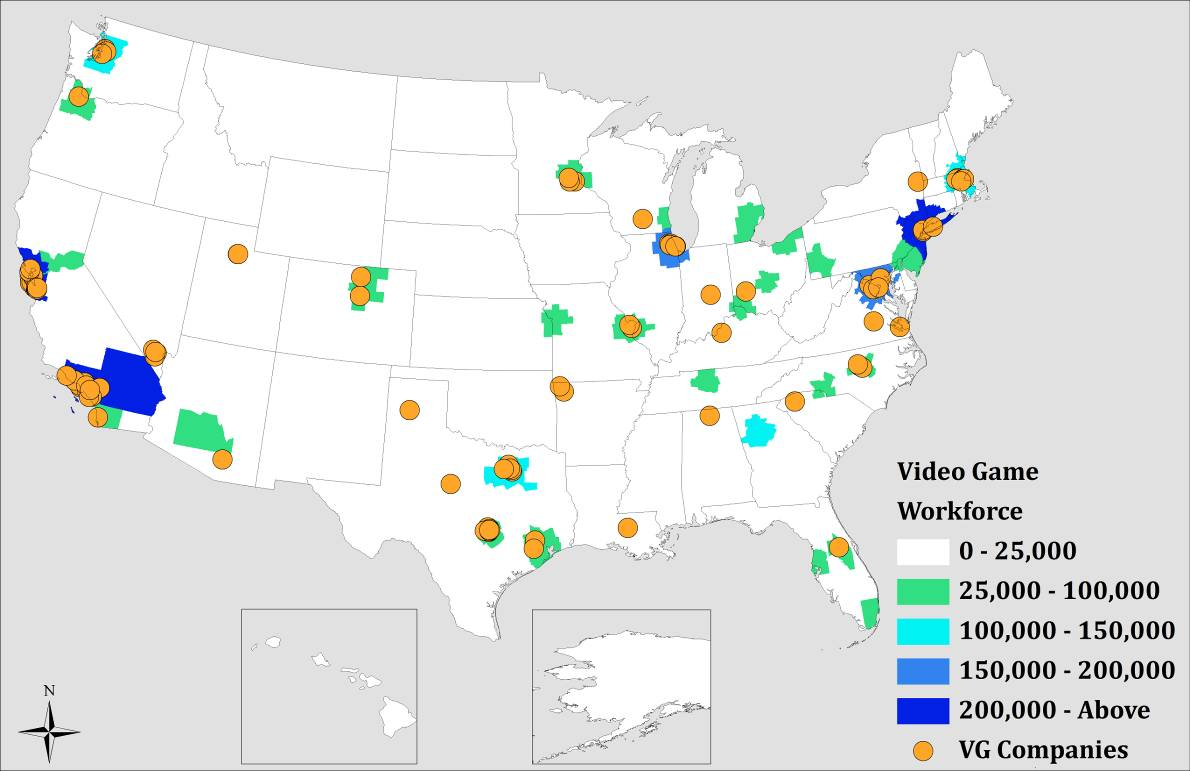 Video Game
Workforce
0 - 25,000
25,000 - 100,000
100,000 - 150,000
150,000 - 200,000
200,000 - Above
VG Companies
N